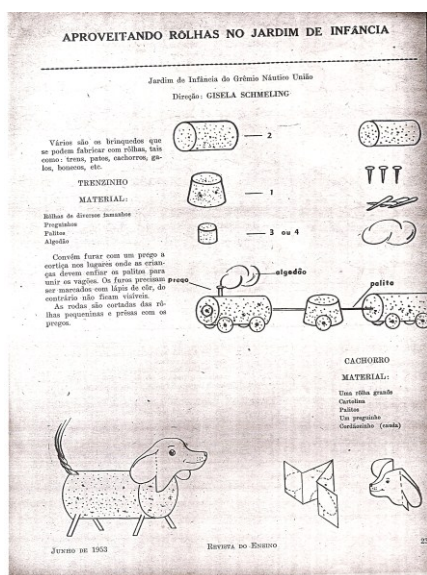 APROVEITANDO RÔLHAS NO JARDIM DE INFÂNCIA
Jardim de Infância do Grêmio Náutico União
Direção: GISELA SCHMELING
Vários são os brinquedos que
se podem fabricar com rôlhas, tais
como: trens, patos, cachorros, ga-
los, bonecos, etc.
TRENZINHO
MATERIAL:
Rôlhas de diversos tamanhos
Preguinhos
Palitos
Algodão
Convém furar com um prego a
cortiça nos lugares onde as crian-
ças devem enfiar os palitos para
unir os vagões. Os furos precisam
ser marcados com lápis de côr, do
contrário não ficam visíveis.
As rodas são cortadas das rô-
lhas pequeninas e prêsas com os
pregos.
2
1
3 ou 4
prego
algodão
palito
CACHORRO
MATERIAL:
Uma rôlha grande
Cartolina
Palitos
Um preguinho
Cordãozinho (cauda)
JUNHO DE 1953
REVISTA DO ENSINO